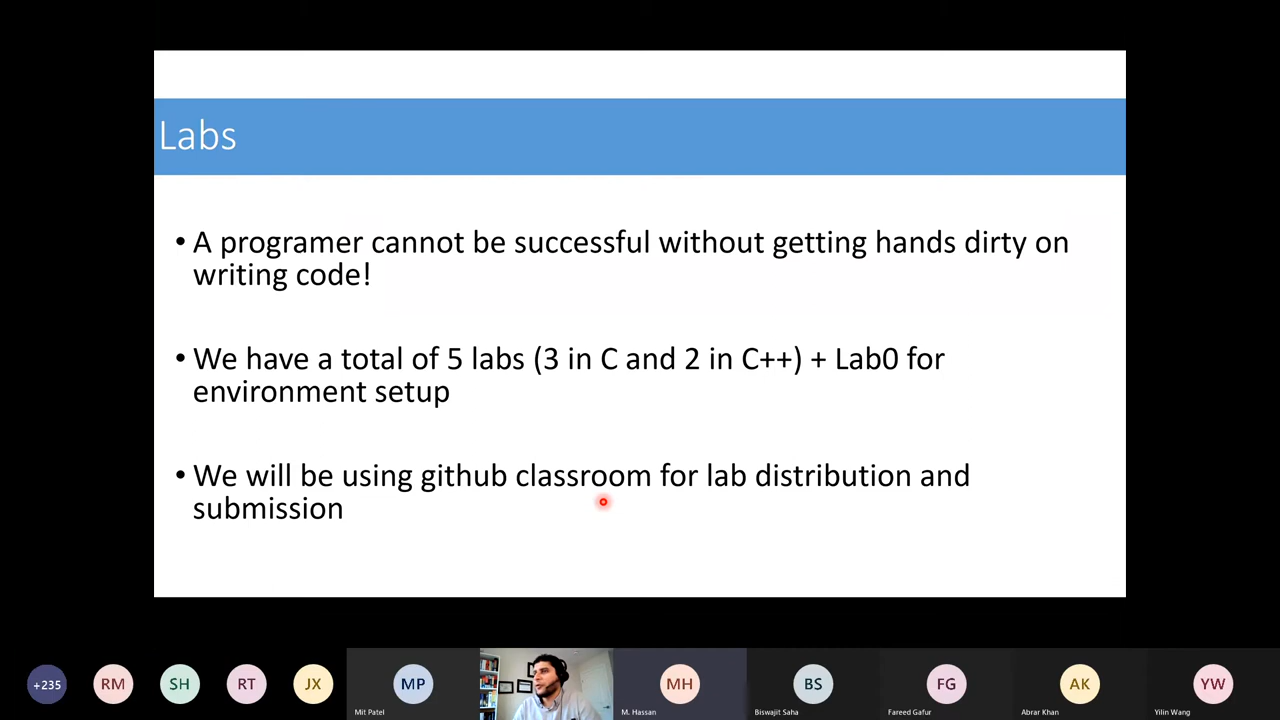 Labs
• A programer cannot be successful without getting hands dirty on
writing code!
• We have a total of 5 labs (3 in C and 2 in C++) + Lab0 for
environment setup
• We will be using github classroom for lab distribution and
submission
+235
RM
SH
RT
JX
MP
MH
BS
FG
AK
YW
Mit Patel
M. Hassan
Biswajit Saha
Fareed Gafur
Abrar Khan
Yilin Wang